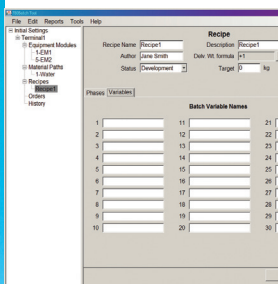 File Edit Reports Tools Help
Initial Settings
Terminal1
Equipment Modules
1-EM1
5-EM2
Material Paths
1-Water
Recipes
Recipe1
Orders
History
Recipe
Recipe Name Recipe1 Description Recipe1
Author Jane Smith Delv. Wt. formula +1
Status Development Target 0 kg
Phases Variables
Batch Variable Names
1 11 21
2 12 22
3 13 23
4 14 24
5 15 25
6 16 26
7 17 27
8 18 28
9 19 29
10 20 30